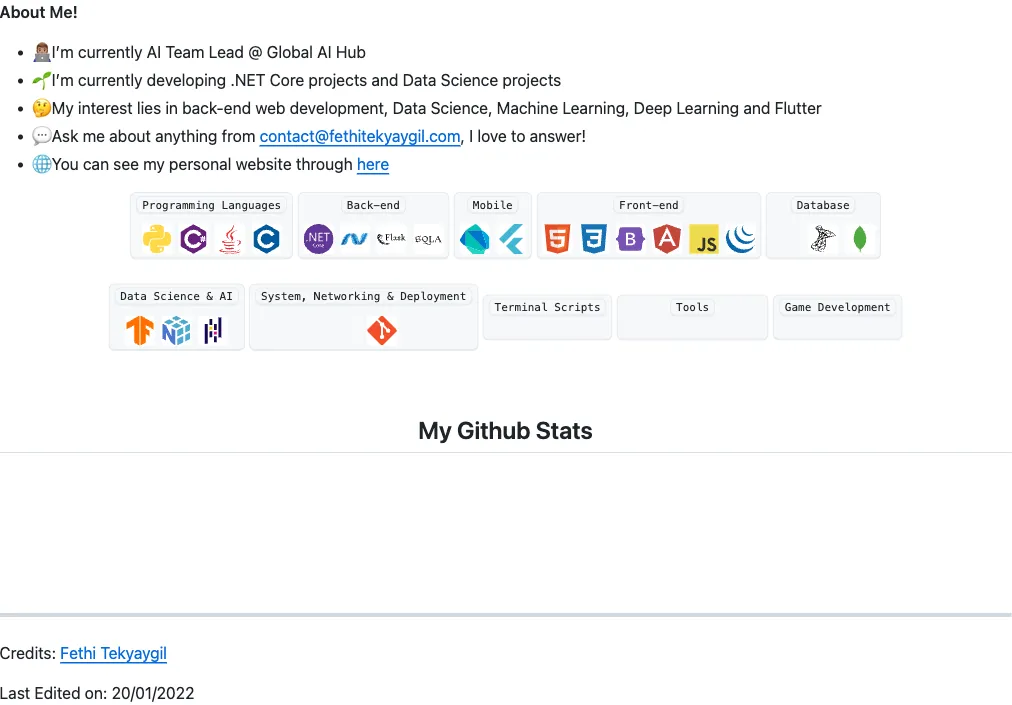 About Me!
I'm currently AI Team Lead @ Global AI Hub
I'm currently developing .NET Core projects and Data Science projects
My interest lies in back-end web development, Data Science, Machine Learning, Deep Learning and Flutter
Ask me about anything from contact@fethitekyaygil.com, I love to answer!
You can see my personal website through here
Programming Languages Back-end Mobile Front-end Database
.NET Core Flask SQLA JS
Data Science & AI System, Networking & Deployment Terminal Scripts Tools Game Development
My Github Stats
Credits: Fethi Tekyaygil
Last Edited on: 20/01/2022